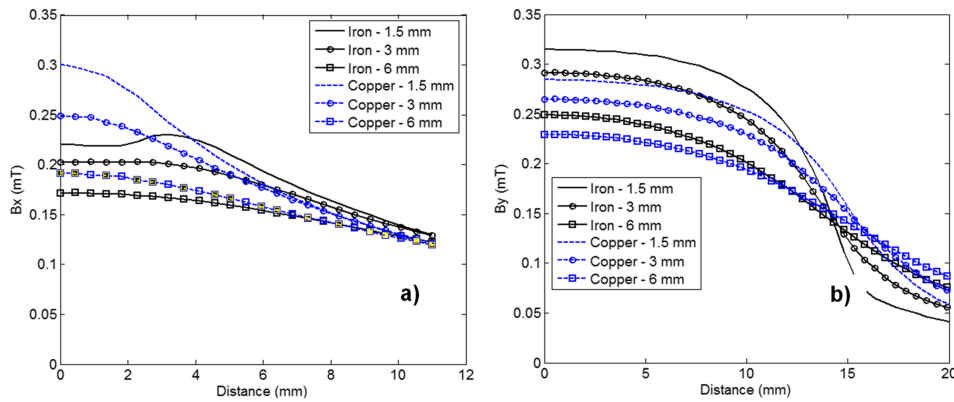 0.35
0.3
0.25
0.2
0.15
0.1
0.05
0
Bx (mT)
0
2
4
6
8
10
12
Distance (mm)
Iron - 1.5 mm
Iron - 3 mm
Iron - 6 mm
Copper - 1.5 mm
Copper - 3 mm
Copper - 6 mm
a)
0.35
0.3
0.25
0.2
0.15
0.1
0.05
0
By (mT)
0
5
10
15
20
Distance (mm)
Iron - 1.5 mm
Iron - 3 mm
Iron - 6 mm
Copper - 1.5 mm
Copper - 3 mm
Copper - 6 mm
b)